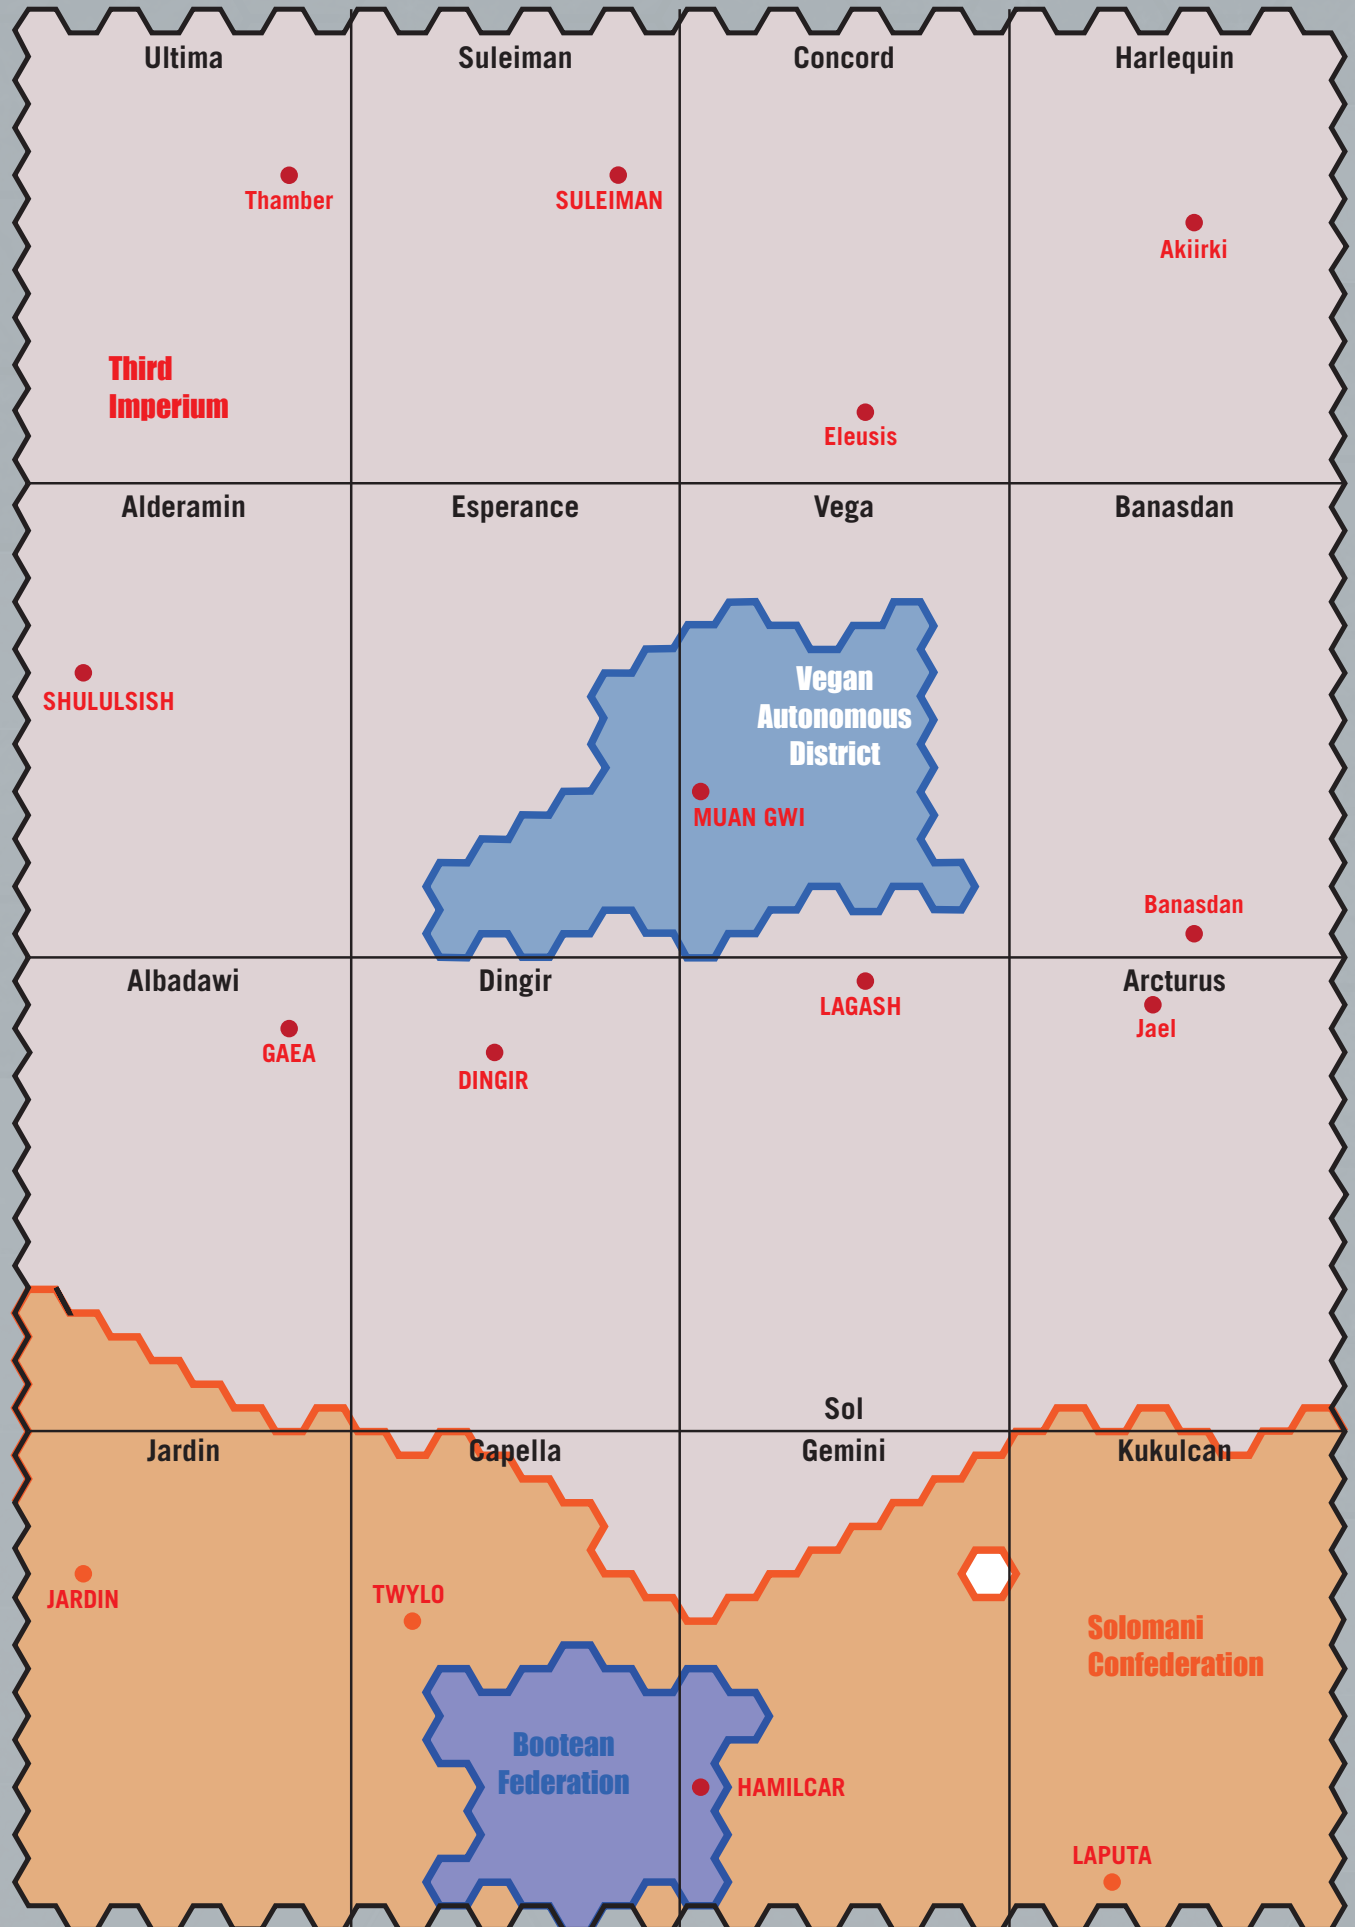 Ultima
Suleiman
Concord
Harlequin
Thamber
SULEIMAN
Akiirki
Third
Imperium
Eleusis
Alderamin
Esperance
Vega
Banasdan
SHULULSISH
Vegan
Autonomous
District
MUAN GWI
Banasdan
Albadawi
Dingir
LAGASH
Arcturus
Jael
GAEA
DINGIR
Sol
Jardin
Capella
Gemini
Kukulcan
JARDIN
TWYLO
Solomani
Confederation
Bootean
Federation
HAMILCAR
LAPUTA